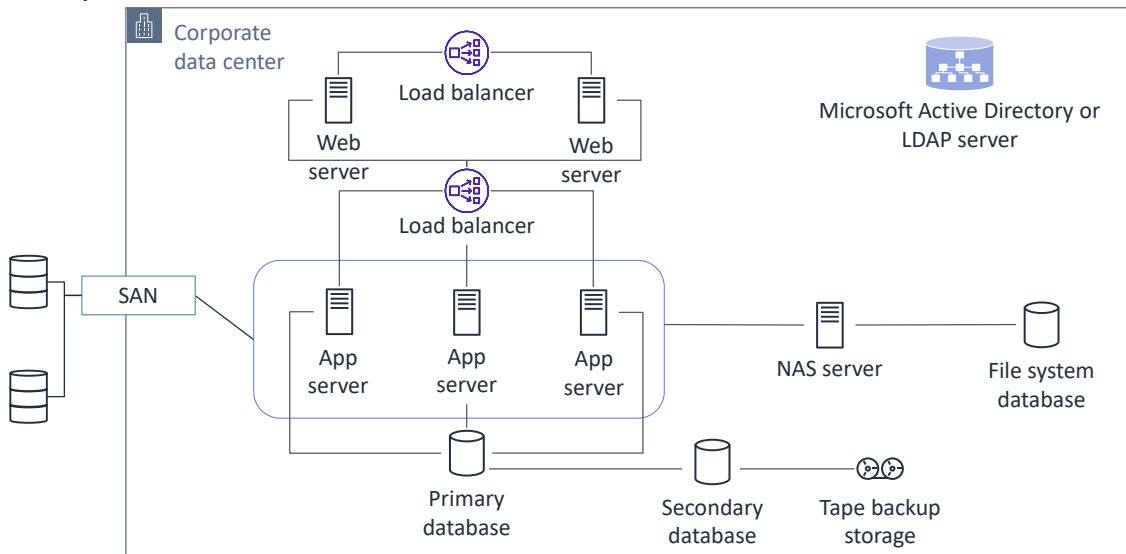 Corporate
data center
Load balancer
Microsoft Active Directory or
LDAP server
Web
server
Web
server
Load balancer
SAN
App
server
App
server
App
server
NAS server
File system
database
Primary
database
Secondary
database
Tape backup
storage